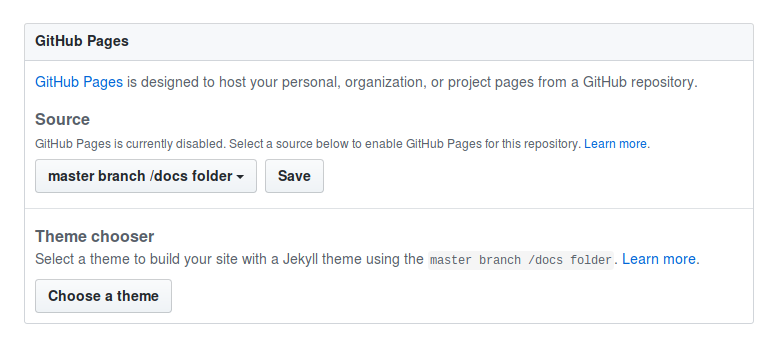 GitHub Pages
GitHub Pages is designed to host your personal, organization, or project pages from a GitHub repository.
Source
GitHub Pages is currently disabled. Select a source below to enable GitHub Pages for this repository. Learn more.
master branch /docs folder Save
Theme chooser
Select a theme to build your site with a Jekyll theme using the master branch /docs folder. Learn more.
Choose a theme